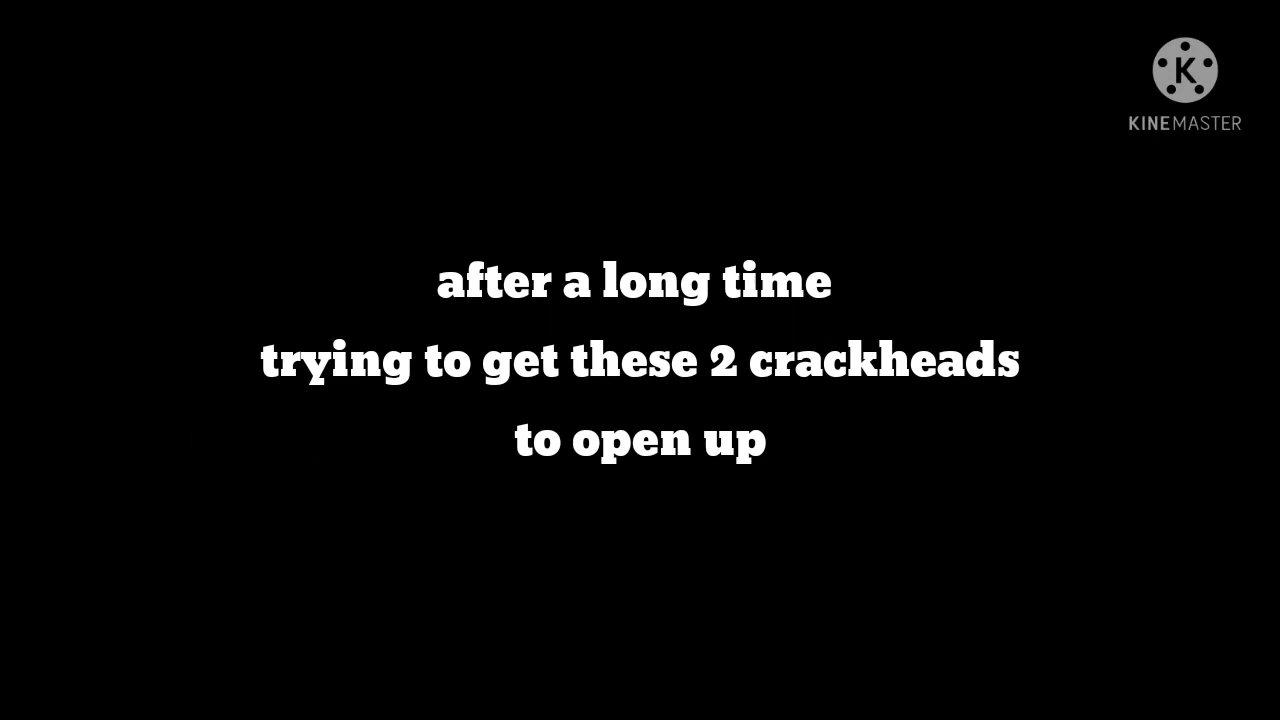 K
KINEMASTER
after a long time
trying to get these 2 crackheads
to open up